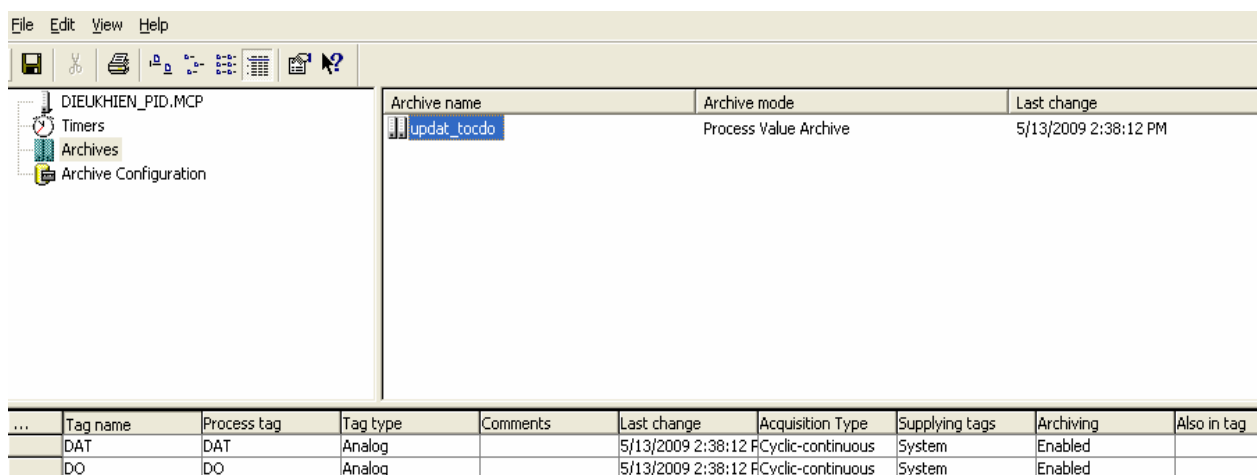 File Edit View Help
DIEUKHIEN_PID.MCP
Timers
Archives
Archive Configuration
Archive name Archive mode Last change
updat_tocdo Process Value Archive 5/13/2009 2:38:12 PM
... Tag name Process tag Tag type Comments Last change Acquisition Type Supplying tags Archiving Also in tag
DAT DAT Analog 5/13/2009 2:38:12 P Cyclic-continuous System Enabled
DO DO Analog 5/13/2009 2:38:12 P Cyclic-continuous System Enabled